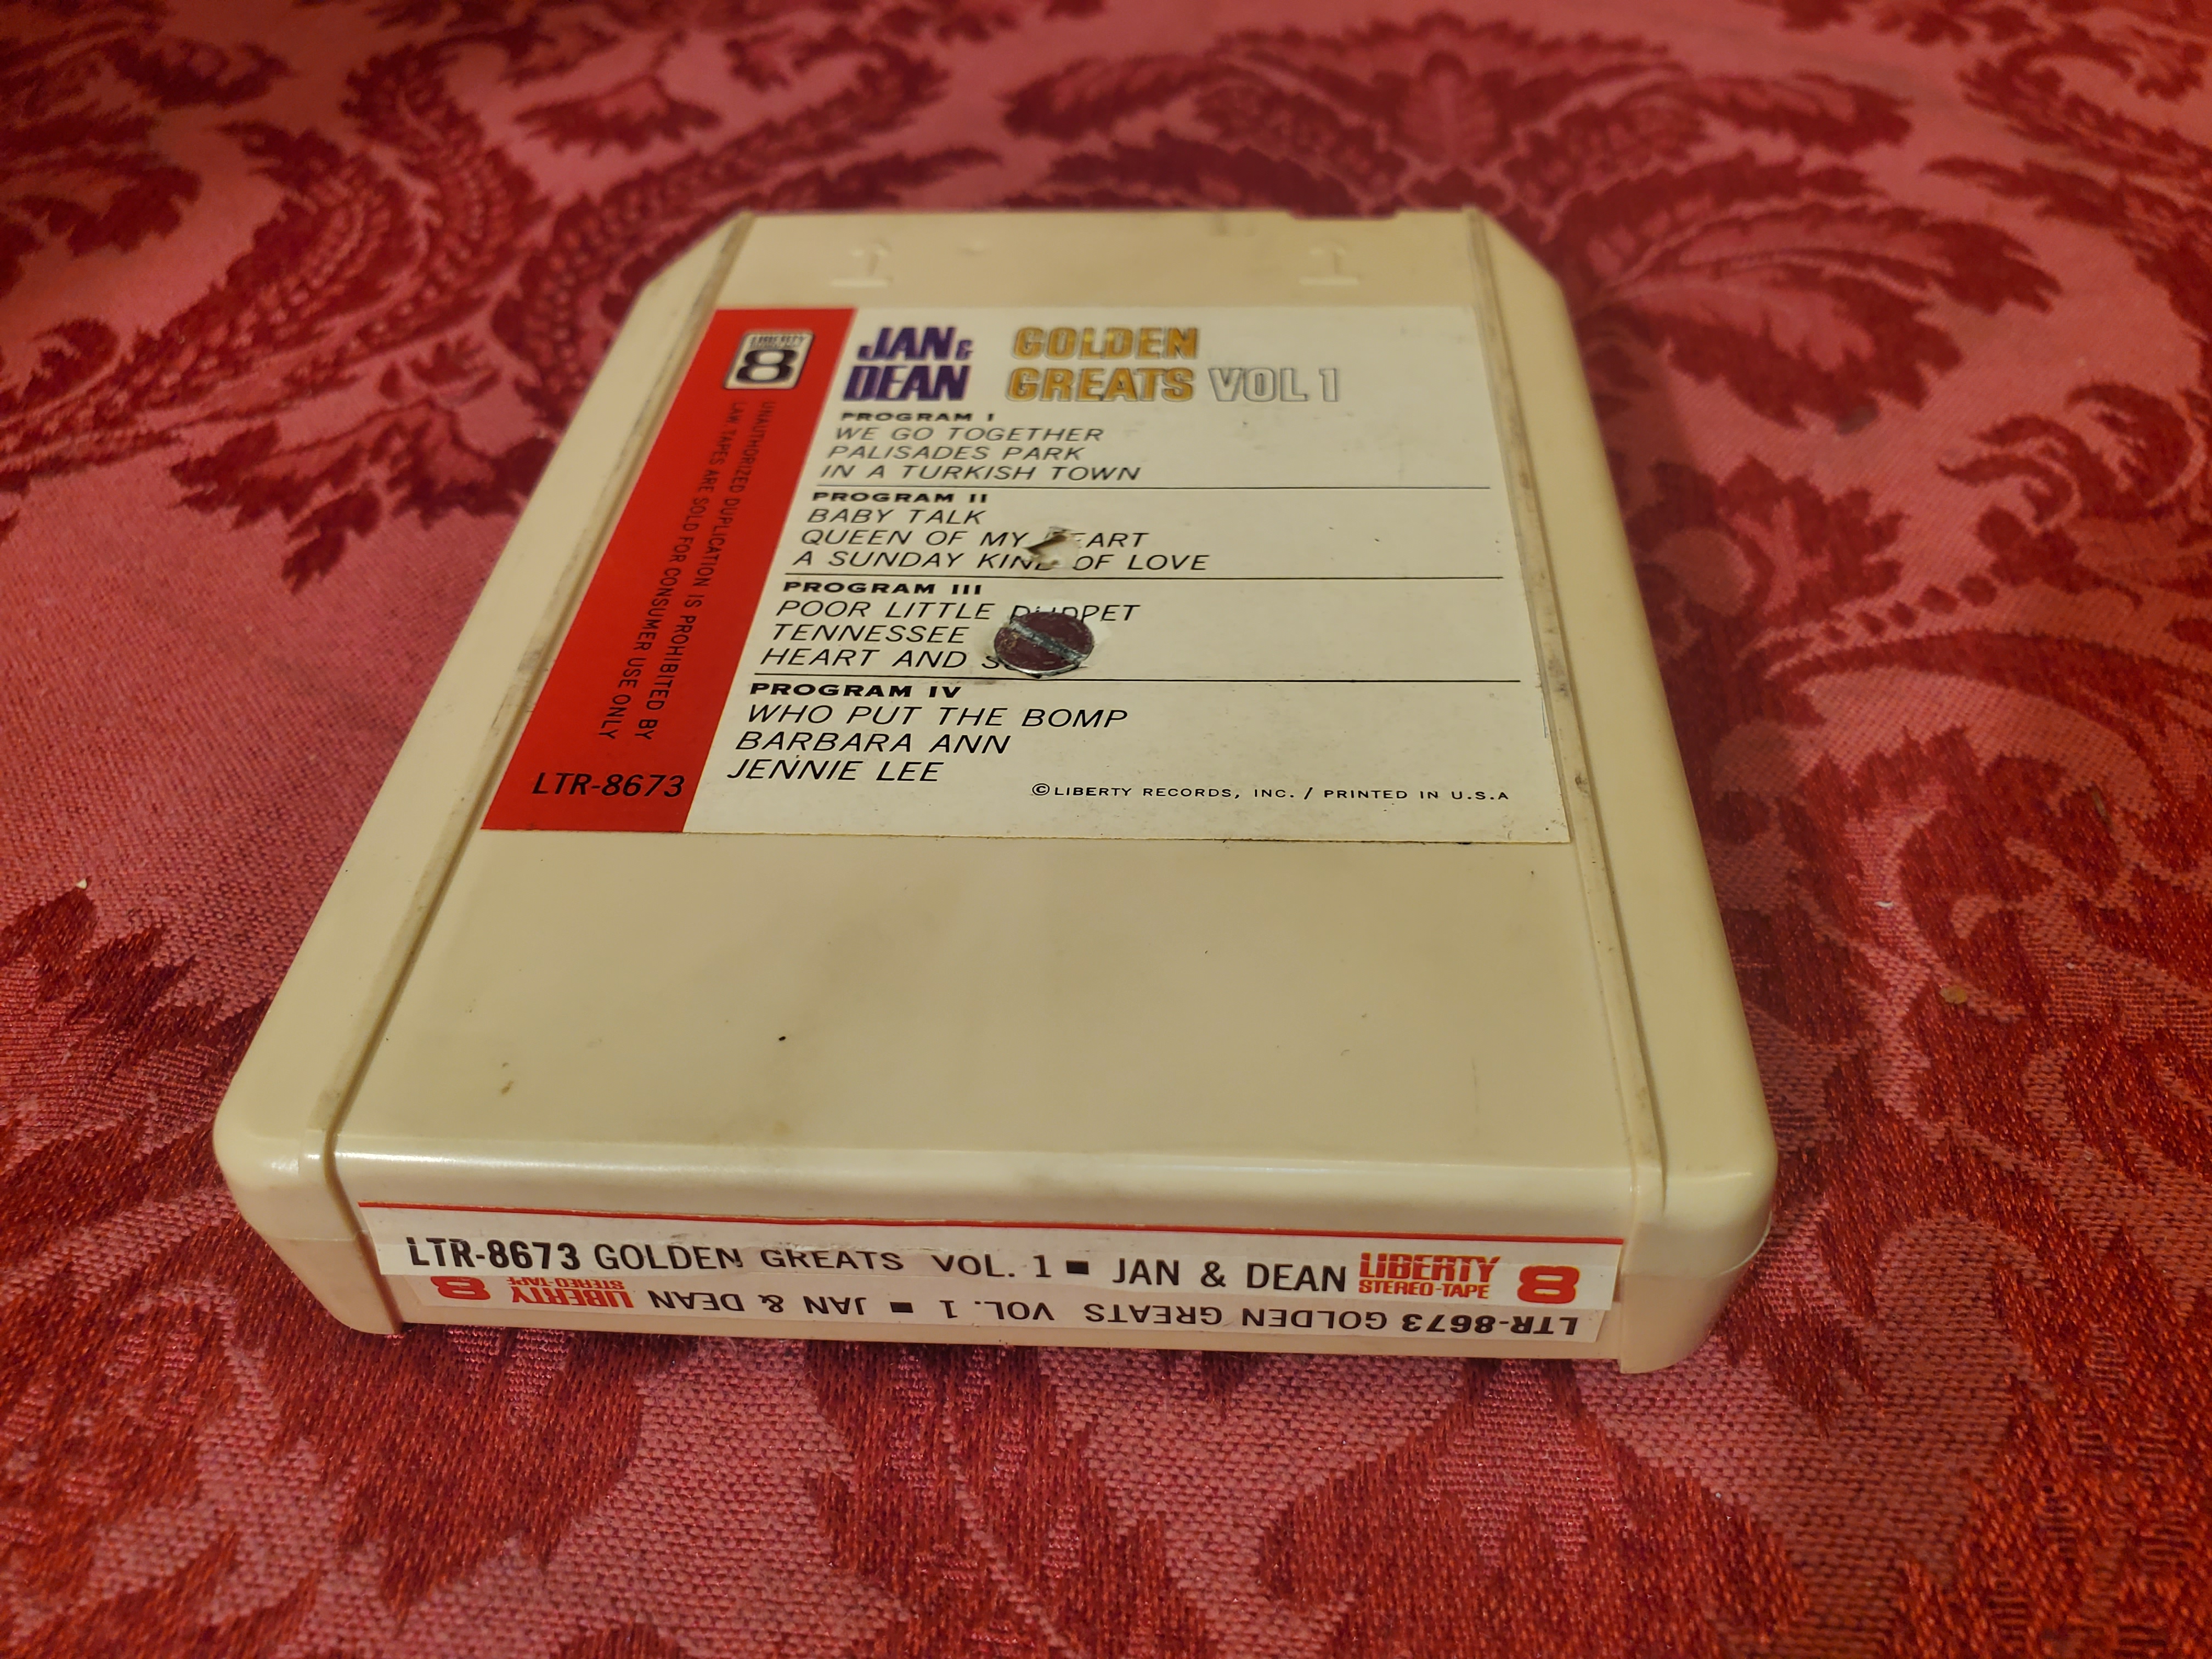 LIBERTY
8
JAN &
DEAN
GOLDEN
GREATS VOL 1
PROGRAM I
WE GO TOGETHER
PALISADES PARK
IN A TURKISH TOWN
PROGRAM II
BABY TALK
QUEEN OF MY EART
A SUNDAY KIND OF LOVE
PROGRAM III
POOR LITTLE PUPPET
TENNESSEE
HEART AND
PROGRAM IV
WHO PUT THE BOMP
BARBARA ANN
JENNIE LEE
©LIBERTY RECORDS, INC. / PRINTED IN U.S.A
UNAUTHORIZED DUPLICATION IS PROHIBITED BY
LAW. TAPES ARE SOLD FOR CONSUMER USE ONLY
LTR-8673
LTR-8673 GOLDEN GREATS VOL. 1 ■ JAN & DEAN LIBERTY STEREO-TAPE 8
LTR-8673 GOLDEN GREATS VOL. 1 ■ JAN & DEAN LIBERTY STEREO-TAPE 8